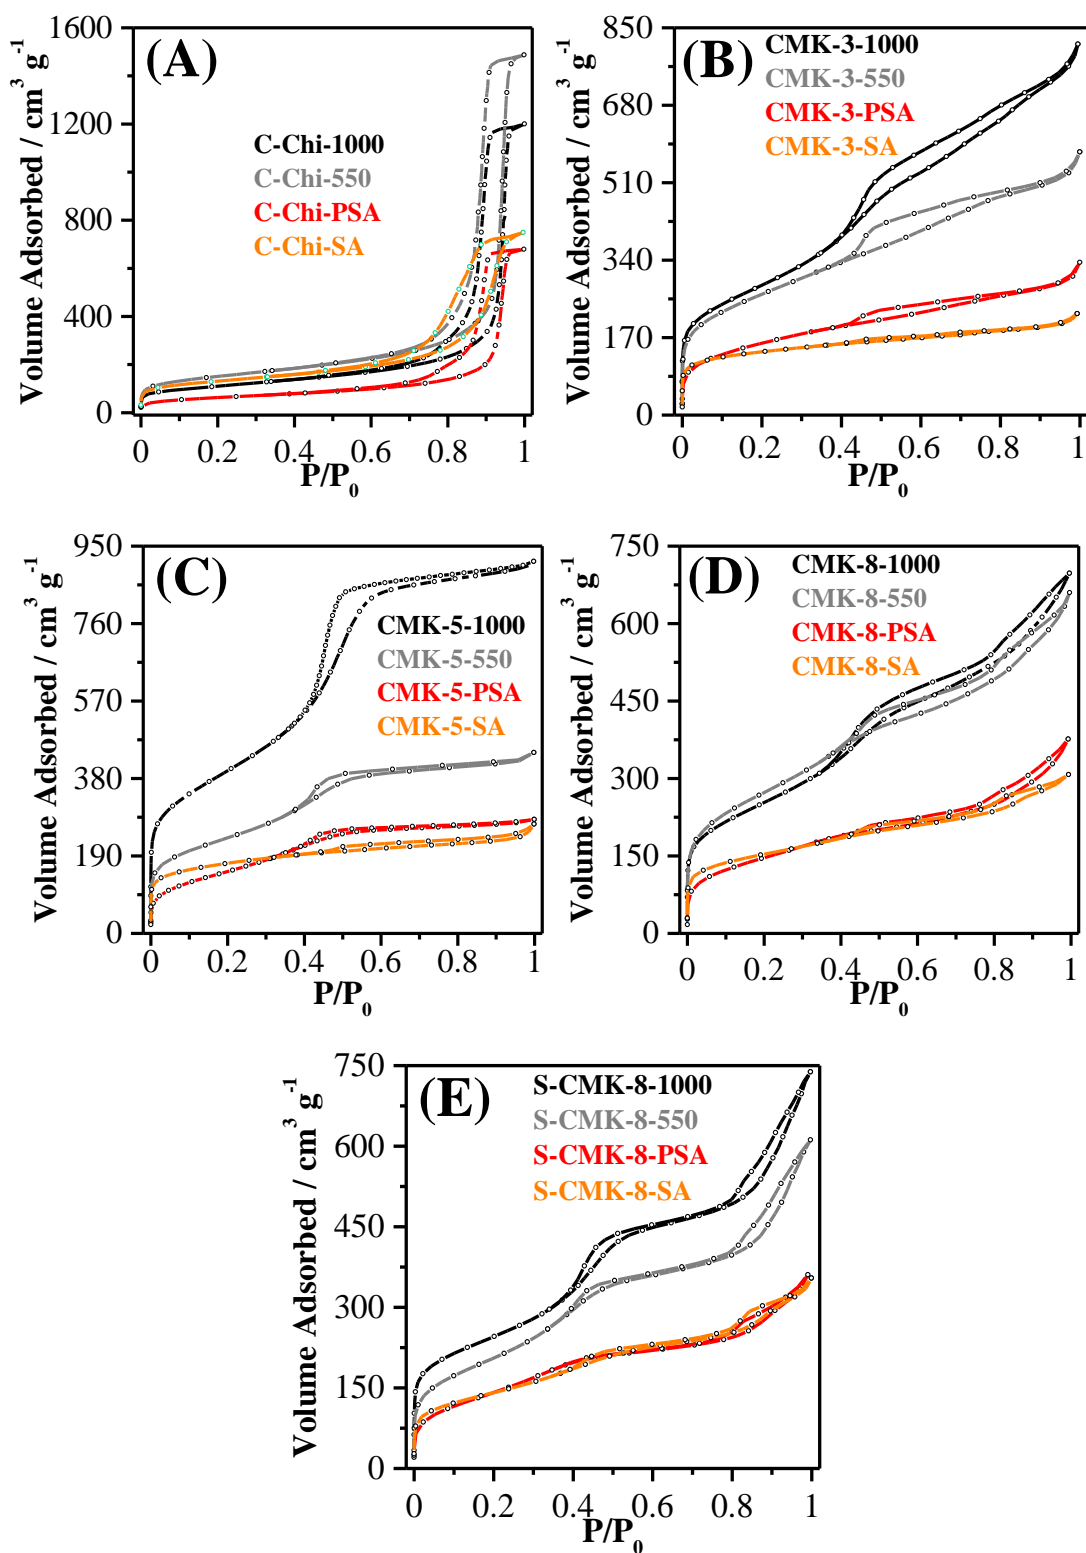 (A)
C-Chi-1000
C-Chi-550
C-Chi-PSA
C-Chi-SA
Volume Adsorbed / cm³ g⁻¹
1600
1200
800
400
0
0 0.2 0.4 0.6 0.8 1
P/P₀
(B)
CMK-3-1000
CMK-3-550
CMK-3-PSA
CMK-3-SA
Volume Adsorbed / cm³ g⁻¹
850
680
510
340
170
0
0 0.2 0.4 0.6 0.8 1
P/P₀
(C)
CMK-5-1000
CMK-5-550
CMK-5-PSA
CMK-5-SA
Volume Adsorbed / cm³ g⁻¹
950
760
570
380
190
0
0 0.2 0.4 0.6 0.8 1
P/P₀
(D)
CMK-8-1000
CMK-8-550
CMK-8-PSA
CMK-8-SA
Volume Adsorbed / cm³ g⁻¹
750
600
450
300
150
0
0 0.2 0.4 0.6 0.8 1
P/P₀
(E)
S-CMK-8-1000
S-CMK-8-550
S-CMK-8-PSA
S-CMK-8-SA
Volume Adsorbed / cm³ g⁻¹
750
600
450
300
150
0
0 0.2 0.4 0.6 0.8 1
P/P₀